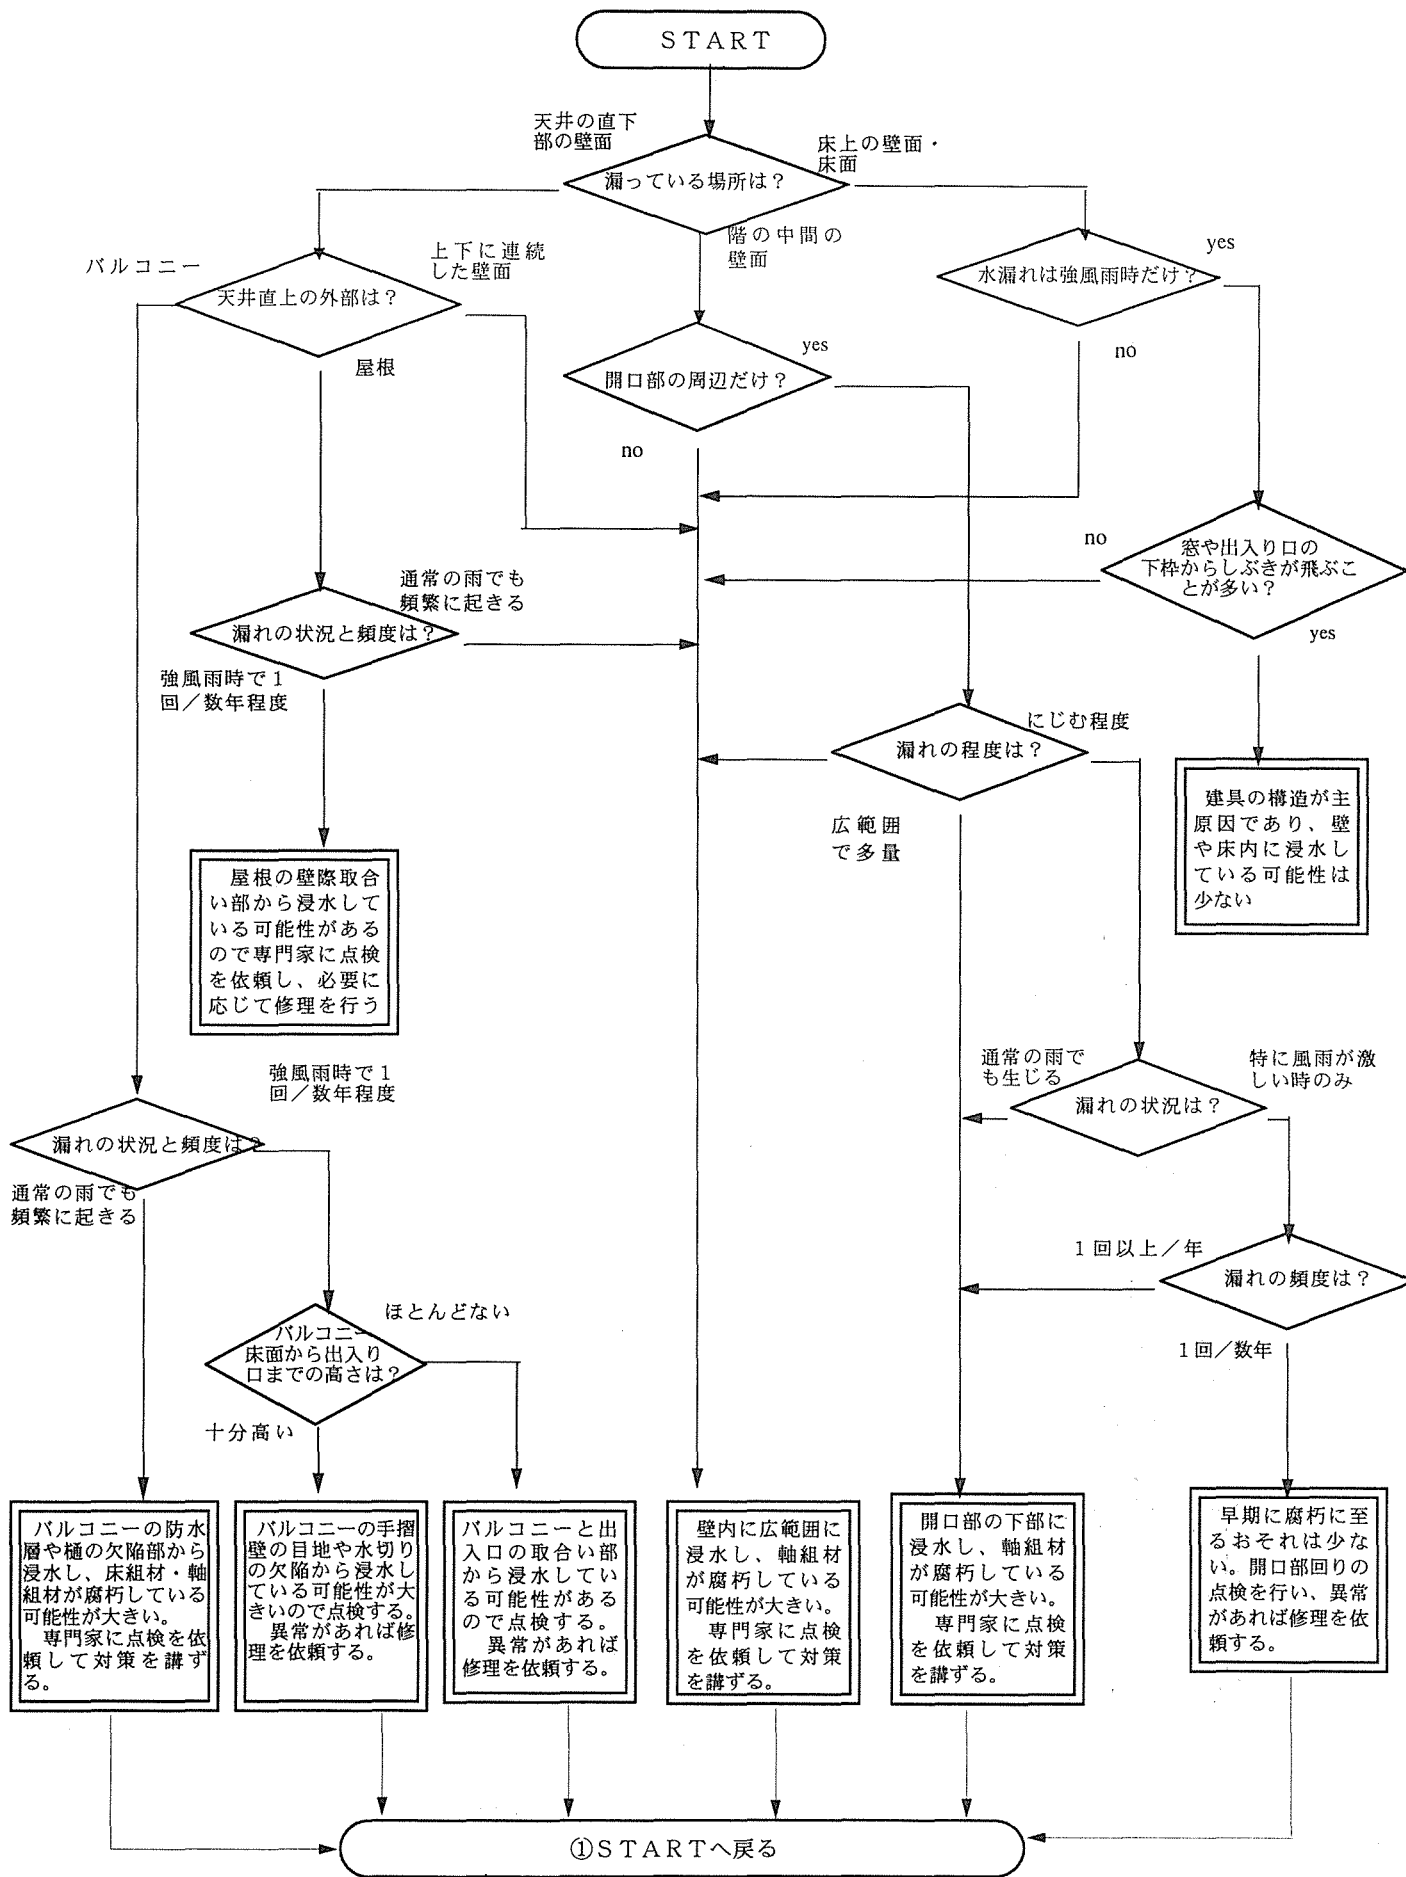 START
天井の直下
部の壁面
床上の壁面・
床面
漏っている場所は？
階の中間の
壁面
yes
上下に連続
した壁面
バルコニー
水漏れは強風雨時だけ？
天井直上の外部は？
yes
no
屋根
開口部の周辺だけ？
no
no
窓や出入り口の
下枠からしぶきが飛ぶこ
とが多い？
通常の雨でも
頻繁に起きる
漏れの状況と頻度は？
yes
強風雨時で１
回／数年程度
にじむ程度
漏れの程度は？
建具の構造が主
原因であり、壁
や床内に浸水し
ている可能性は
少ない
広範囲
で多量
屋根の壁際取合
い部から浸水して
いる可能性がある
ので専門家に点検
を依頼し、必要に
応じて修理を行う
通常の雨で
も生じる
特に風雨が激
しい時のみ
強風雨時で１
回／数年程度
漏れの状況は？
漏れの状況と頻度は？
通常の雨でも
頻繁に起きる
１回以上／年
漏れの頻度は？
ほとんどない
バルコニー
床面から出入り
口までの高さは？
１回／数年
十分高い
バルコニーの防水
層や樋の欠陥部から
浸水し、床組材・軸
組材が腐朽している
可能性が大きい。
専門家に点検を依
頼して対策を講ず
る。
バルコニーの手摺
壁の目地や水切り
の欠陥から浸水し
ている可能性が大
きいので点検する。
異常があれば修
理を依頼する。
バルコニーと出
入口の取合い部
から浸水してい
る可能性がある
ので点検する。
異常があれば
修理を依頼する。
壁内に広範囲に
浸水し、軸組材
が腐朽している
可能性が大きい。
専門家に点検
を依頼して対策
を講ずる。
開口部の下部に
浸水し、軸組材
が腐朽している
可能性が大きい。
専門家に点検
を依頼して対策
を講ずる。
早期に腐朽に至
るおそれは少な
い。開口部回りの
点検を行い、異常
があれば修理を依
頼する。
①ＳＴＡＲＴへ戻る